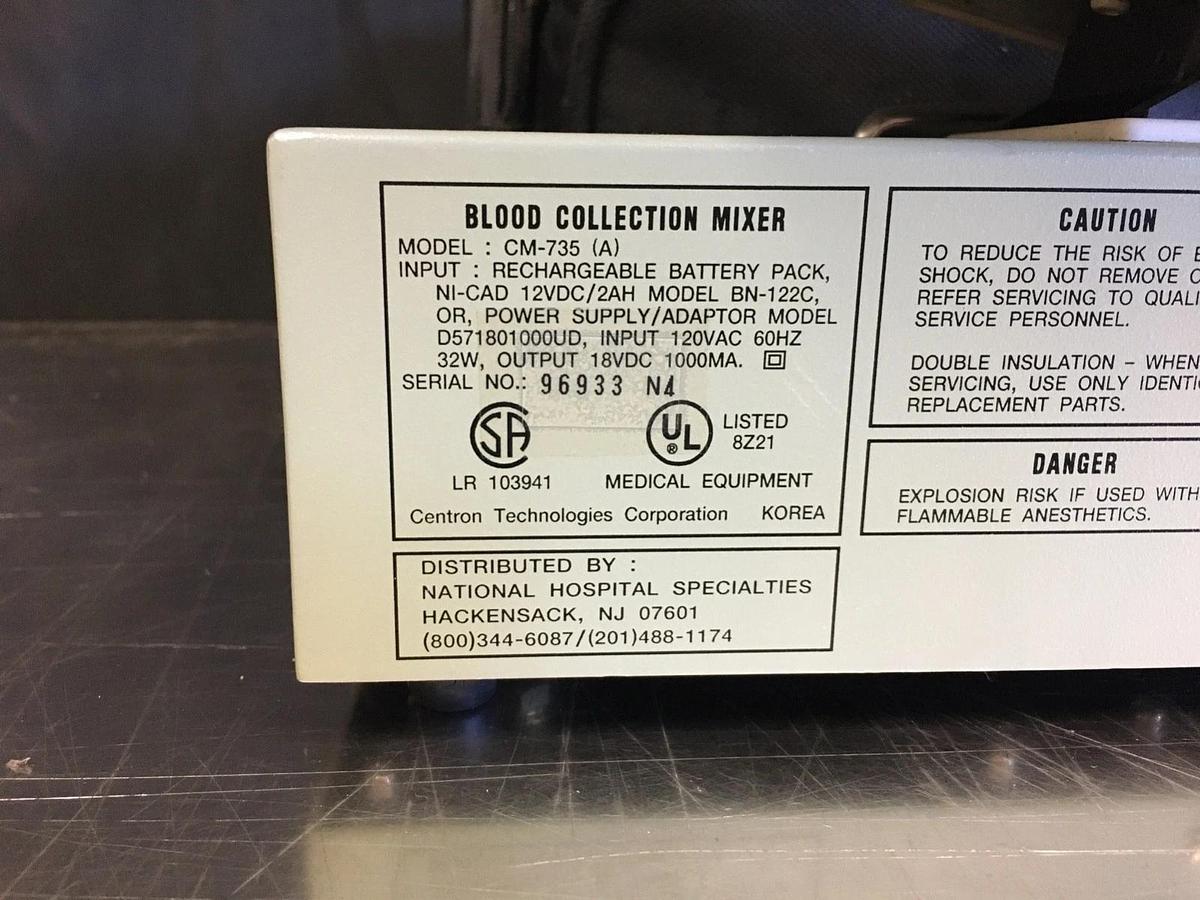 BLOOD COLLECTION MIXER
MODEL : CM-735 (A)
INPUT : RECHARGEABLE BATTERY PACK,
NI-CAD 12VDC/2AH MODEL BN-122C,
OR, POWER SUPPLY/ADAPTOR MODEL
D571801000UD, INPUT 120VAC 60HZ
32W, OUTPUT 18VDC 1000MA.
SERIAL NO.: 96933 N4
SA
UL
®
LISTED
8Z21
LR 103941
MEDICAL EQUIPMENT
Centron Technologies Corporation KOREA
DISTRIBUTED BY :
NATIONAL HOSPITAL SPECIALTIES
HACKENSACK, NJ 07601
(800)344-6087/(201)488-1174
CAUTION
TO REDUCE THE RISK OF
SHOCK, DO NOT REMOVE
REFER SERVICING TO
SERVICE PERSONNEL.
DOUBLE INSULATION – WHEN
SERVICING, USE ONLY
REPLACEMENT PARTS.
DANGER
EXPLOSION RISK IF USED WITH
FLAMMABLE ANESTHETICS.